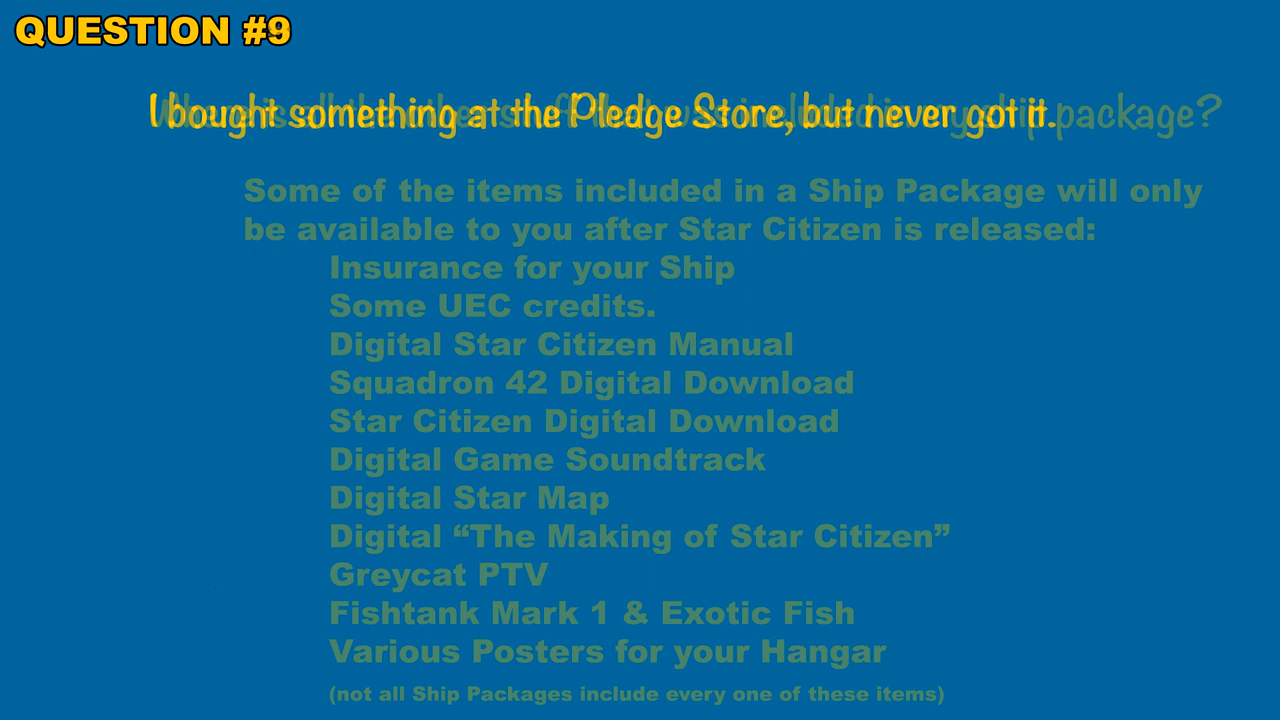 QUESTION #9
I bought something at the Pledge Store, but never got it.
ship package?
Some of the items included in a Ship Package will only
be available to you after Star Citizen is released:
Insurance for your Ship
Some UEC credits.
Digital Star Citizen Manual
Squadron 42 Digital Download
Star Citizen Digital Download
Digital Game Soundtrack
Digital Star Map
Digital “The Making of Star Citizen”
Greycat PTV
Fishtank Mark 1 & Exotic Fish
Various Posters for your Hangar
(not all Ship Packages include every one of these items)